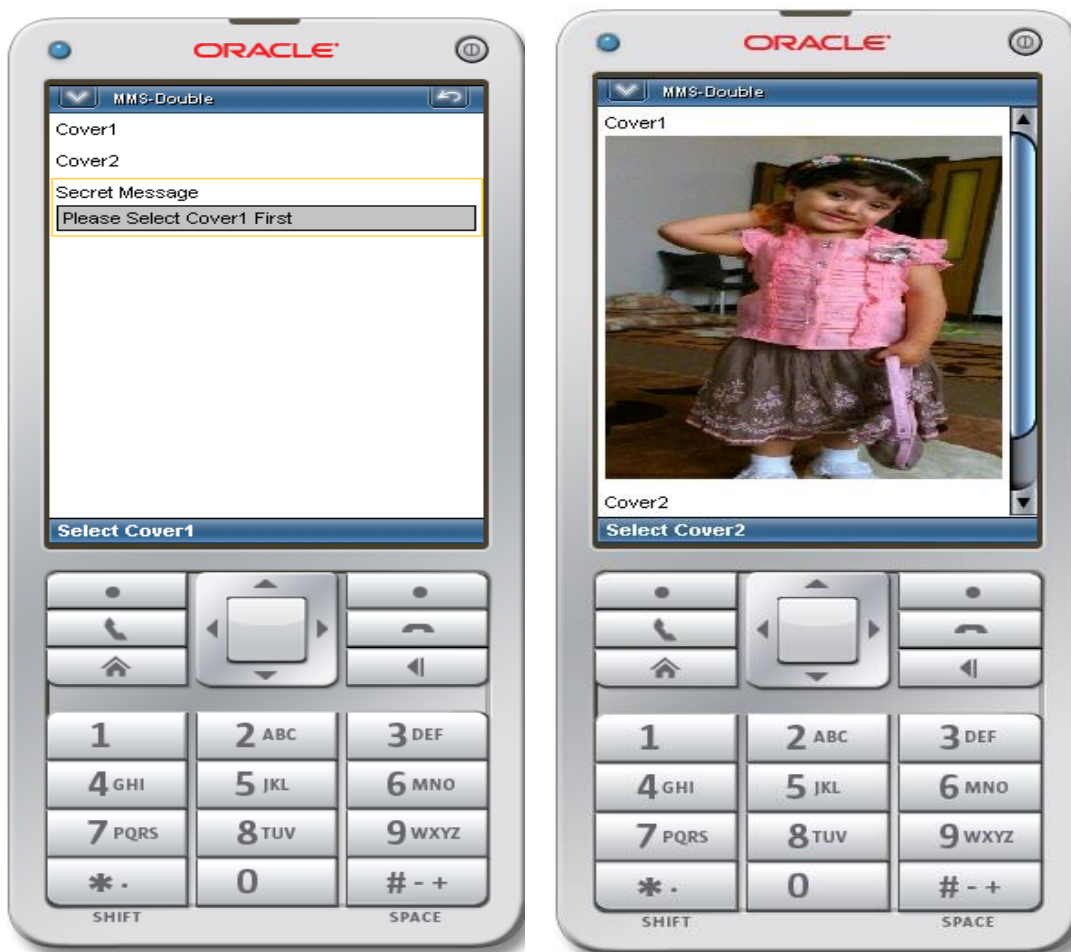 ORACLE
MMS-Double
Cover1
Cover2
Secret Message
Please Select Cover1 First
Select Cover1
1
2 ABC
3 DEF
4 GHI
5 JKL
6 MNO
7 PQRS
8 TUV
9 WXYZ
* .
0
# - +
SHIFT
SPACE
ORACLE
MMS-Double
Cover1
Cover2
Select Cover2
1
2 ABC
3 DEF
4 GHI
5 JKL
6 MNO
7 PQRS
8 TUV
9 WXYZ
* .
0
# - +
SHIFT
SPACE